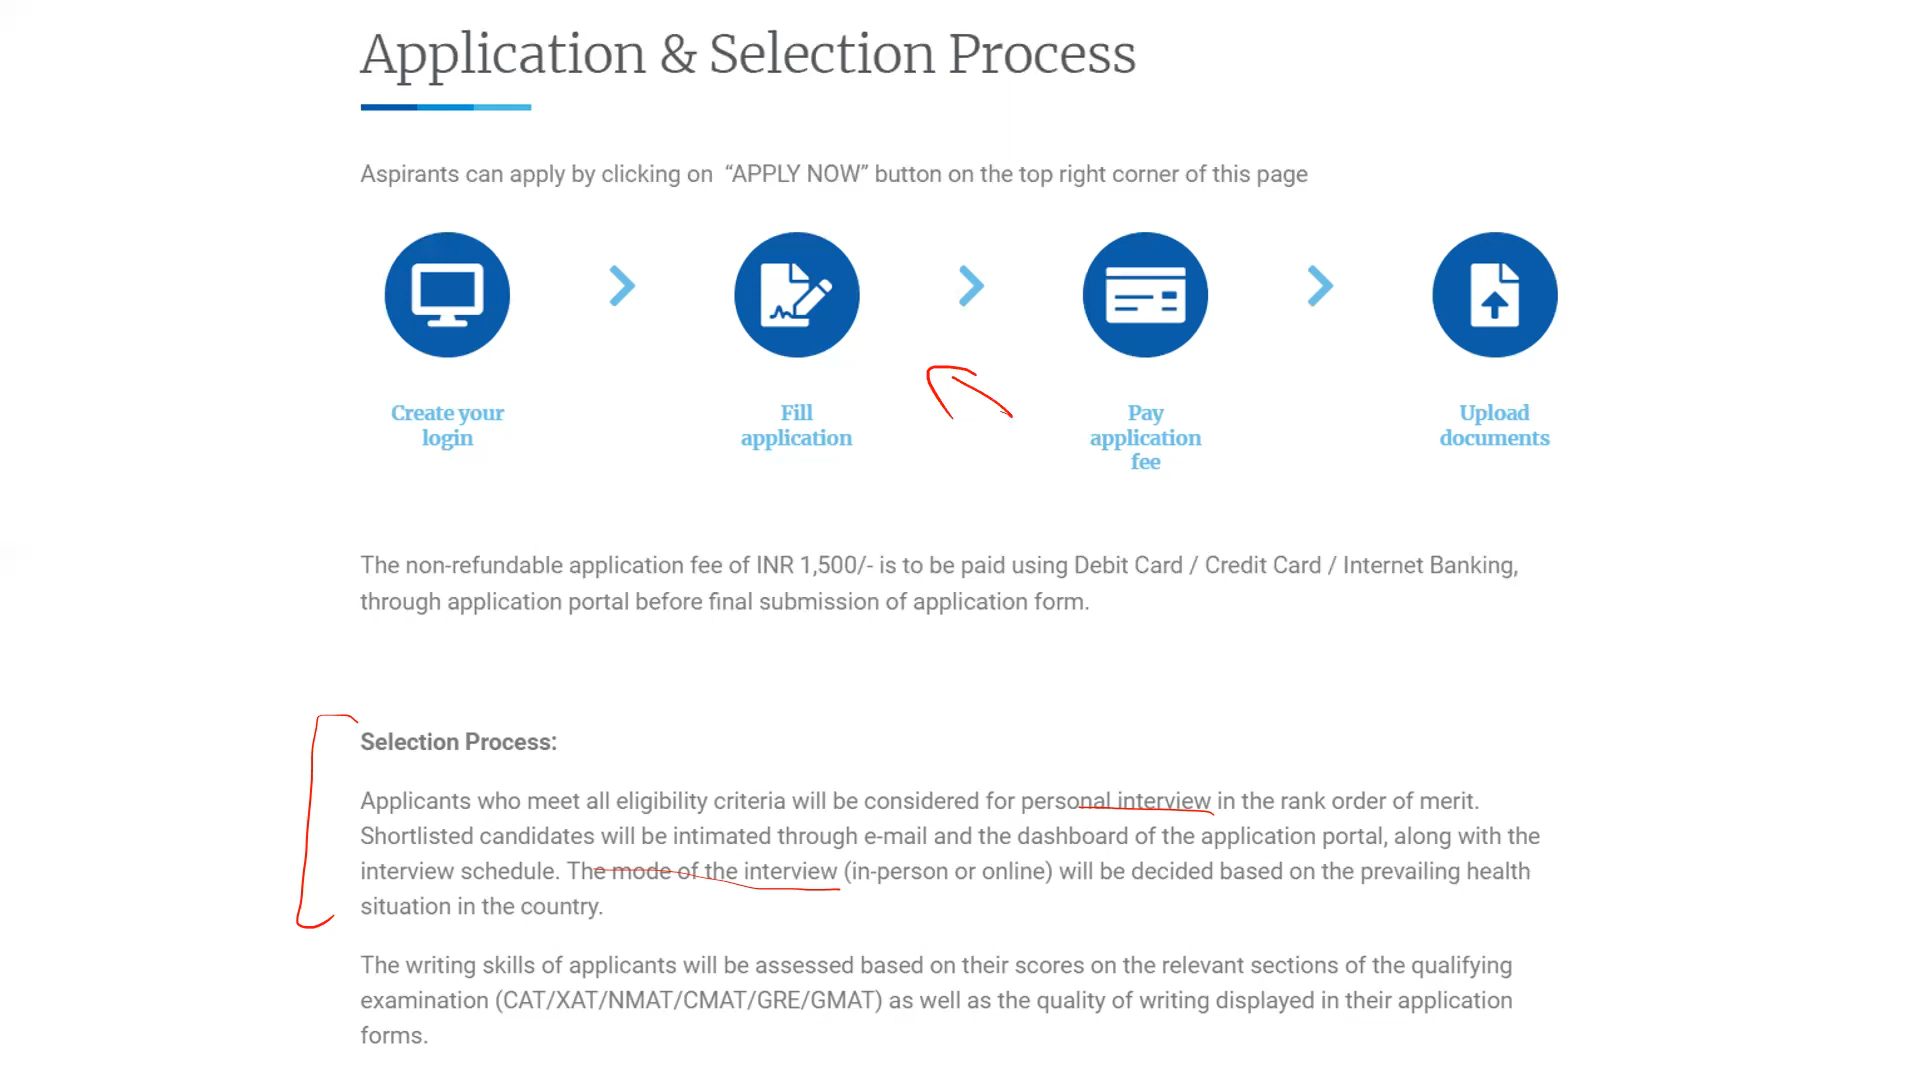 Application & Selection Process
Aspirants can apply by clicking on “APPLY NOW” button on the top right corner of this page
Create your
login
Fill
application
Pay
application
fee
Upload
documents
The non-refundable application fee of INR 1,500/- is to be paid using Debit Card / Credit Card / Internet Banking,
through application portal before final submission of application form.
Selection Process:
Applicants who meet all eligibility criteria will be considered for personal interview in the rank order of merit.
Shortlisted candidates will be intimated through e-mail and the dashboard of the application portal, along with the
interview schedule. The mode of the interview (in-person or online) will be decided based on the prevailing health
situation in the country.
The writing skills of applicants will be assessed based on their scores on the relevant sections of the qualifying
examination (CAT/XAT/NMAT/CMAT/GRE/GMAT) as well as the quality of writing displayed in their application
forms.